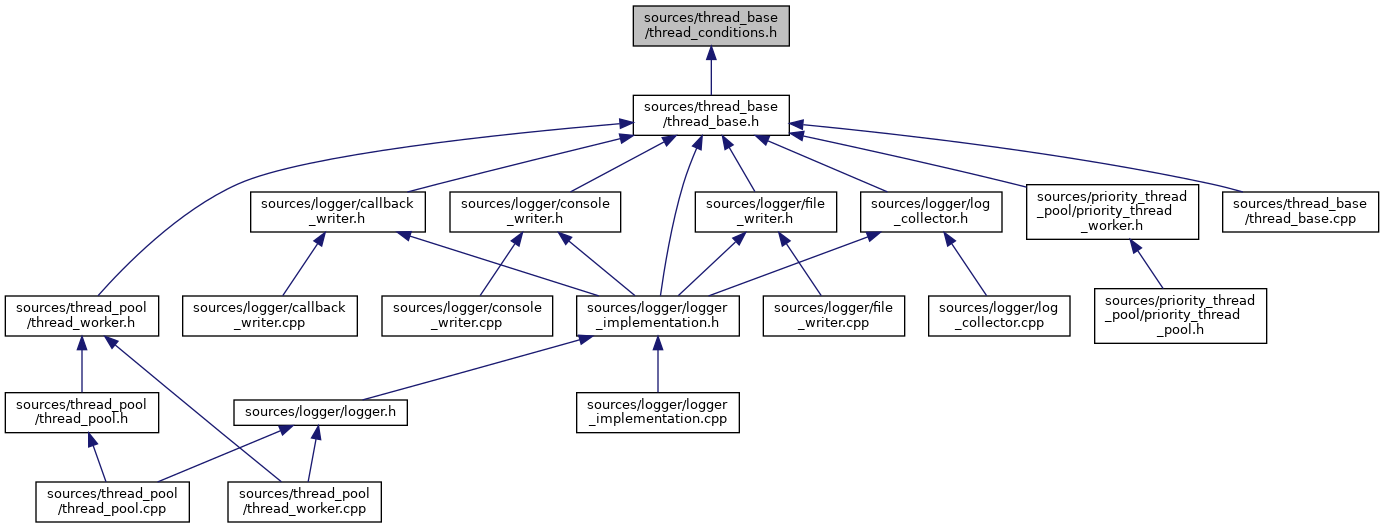 sources/thread_base
/thread_conditions.h
sources/thread_base
/thread_base.h
sources/logger/callback
_writer.h
sources/logger/console
_writer.h
sources/logger/file
_writer.h
sources/logger/log
_collector.h
sources/priority_thread
_pool/priority_thread
_worker.h
sources/thread_base
/thread_base.cpp
sources/thread_pool
/thread_worker.h
sources/logger/callback
_writer.cpp
sources/logger/console
_writer.cpp
sources/logger/logger
_implementation.h
sources/logger/file
_writer.cpp
sources/logger/log
_collector.cpp
sources/priority_thread
_pool/priority_thread
_pool.h
sources/thread_pool
/thread_pool.h
sources/logger/logger.h
sources/logger/logger
_implementation.cpp
sources/thread_pool
/thread_pool.cpp
sources/thread_pool
/thread_worker.cpp